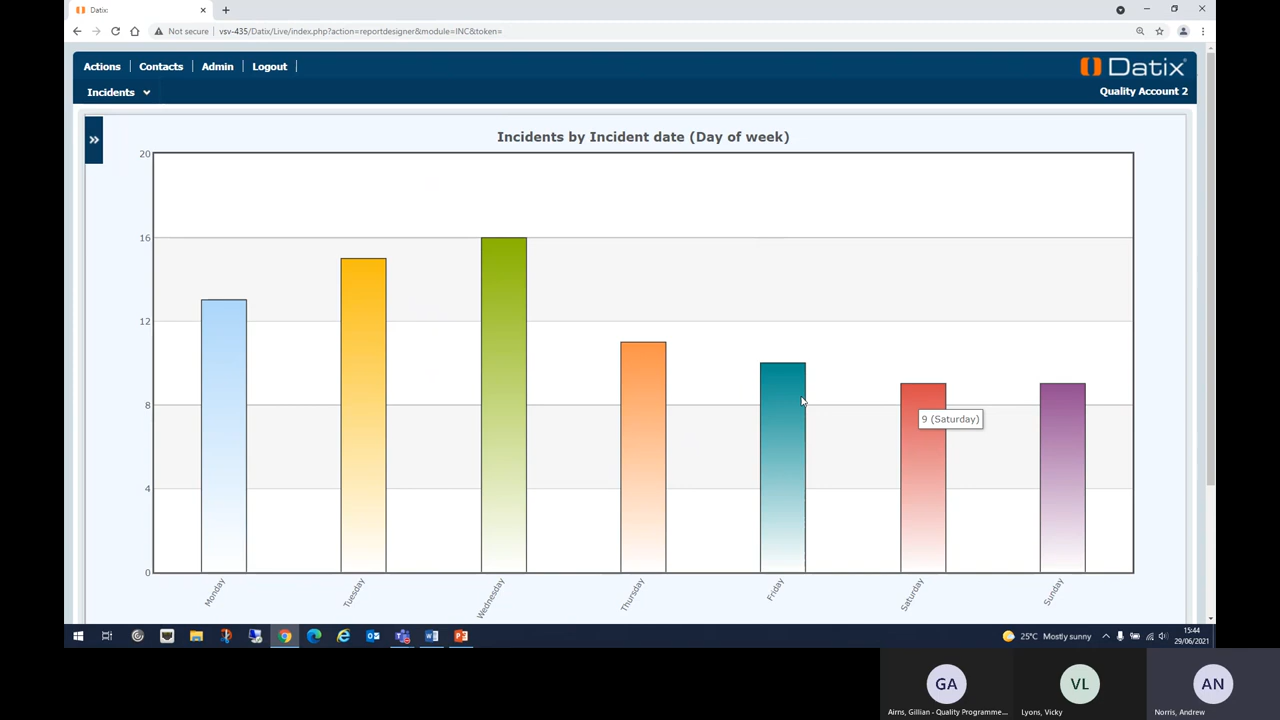 Datix:
Not secure
vsv-435/Datix/Live/index.php?action=reportdesigner&module=INC&token=
Actions
Contacts
Admin
Logout
Datix
Incidents
Quality Account 2
»
Incidents by Incident date (Day of week)
20
16
12
8
4
0
9 (Saturday)
Monday
Tuesday
Wednesday
Thursday
Friday
Saturday
Sunday
25°C Mostly sunny
15:44
29/06/2021
GA
VL
AN
Airns, Gillian - Quality Programme...
Lyons, Vicky
Norris, Andrew